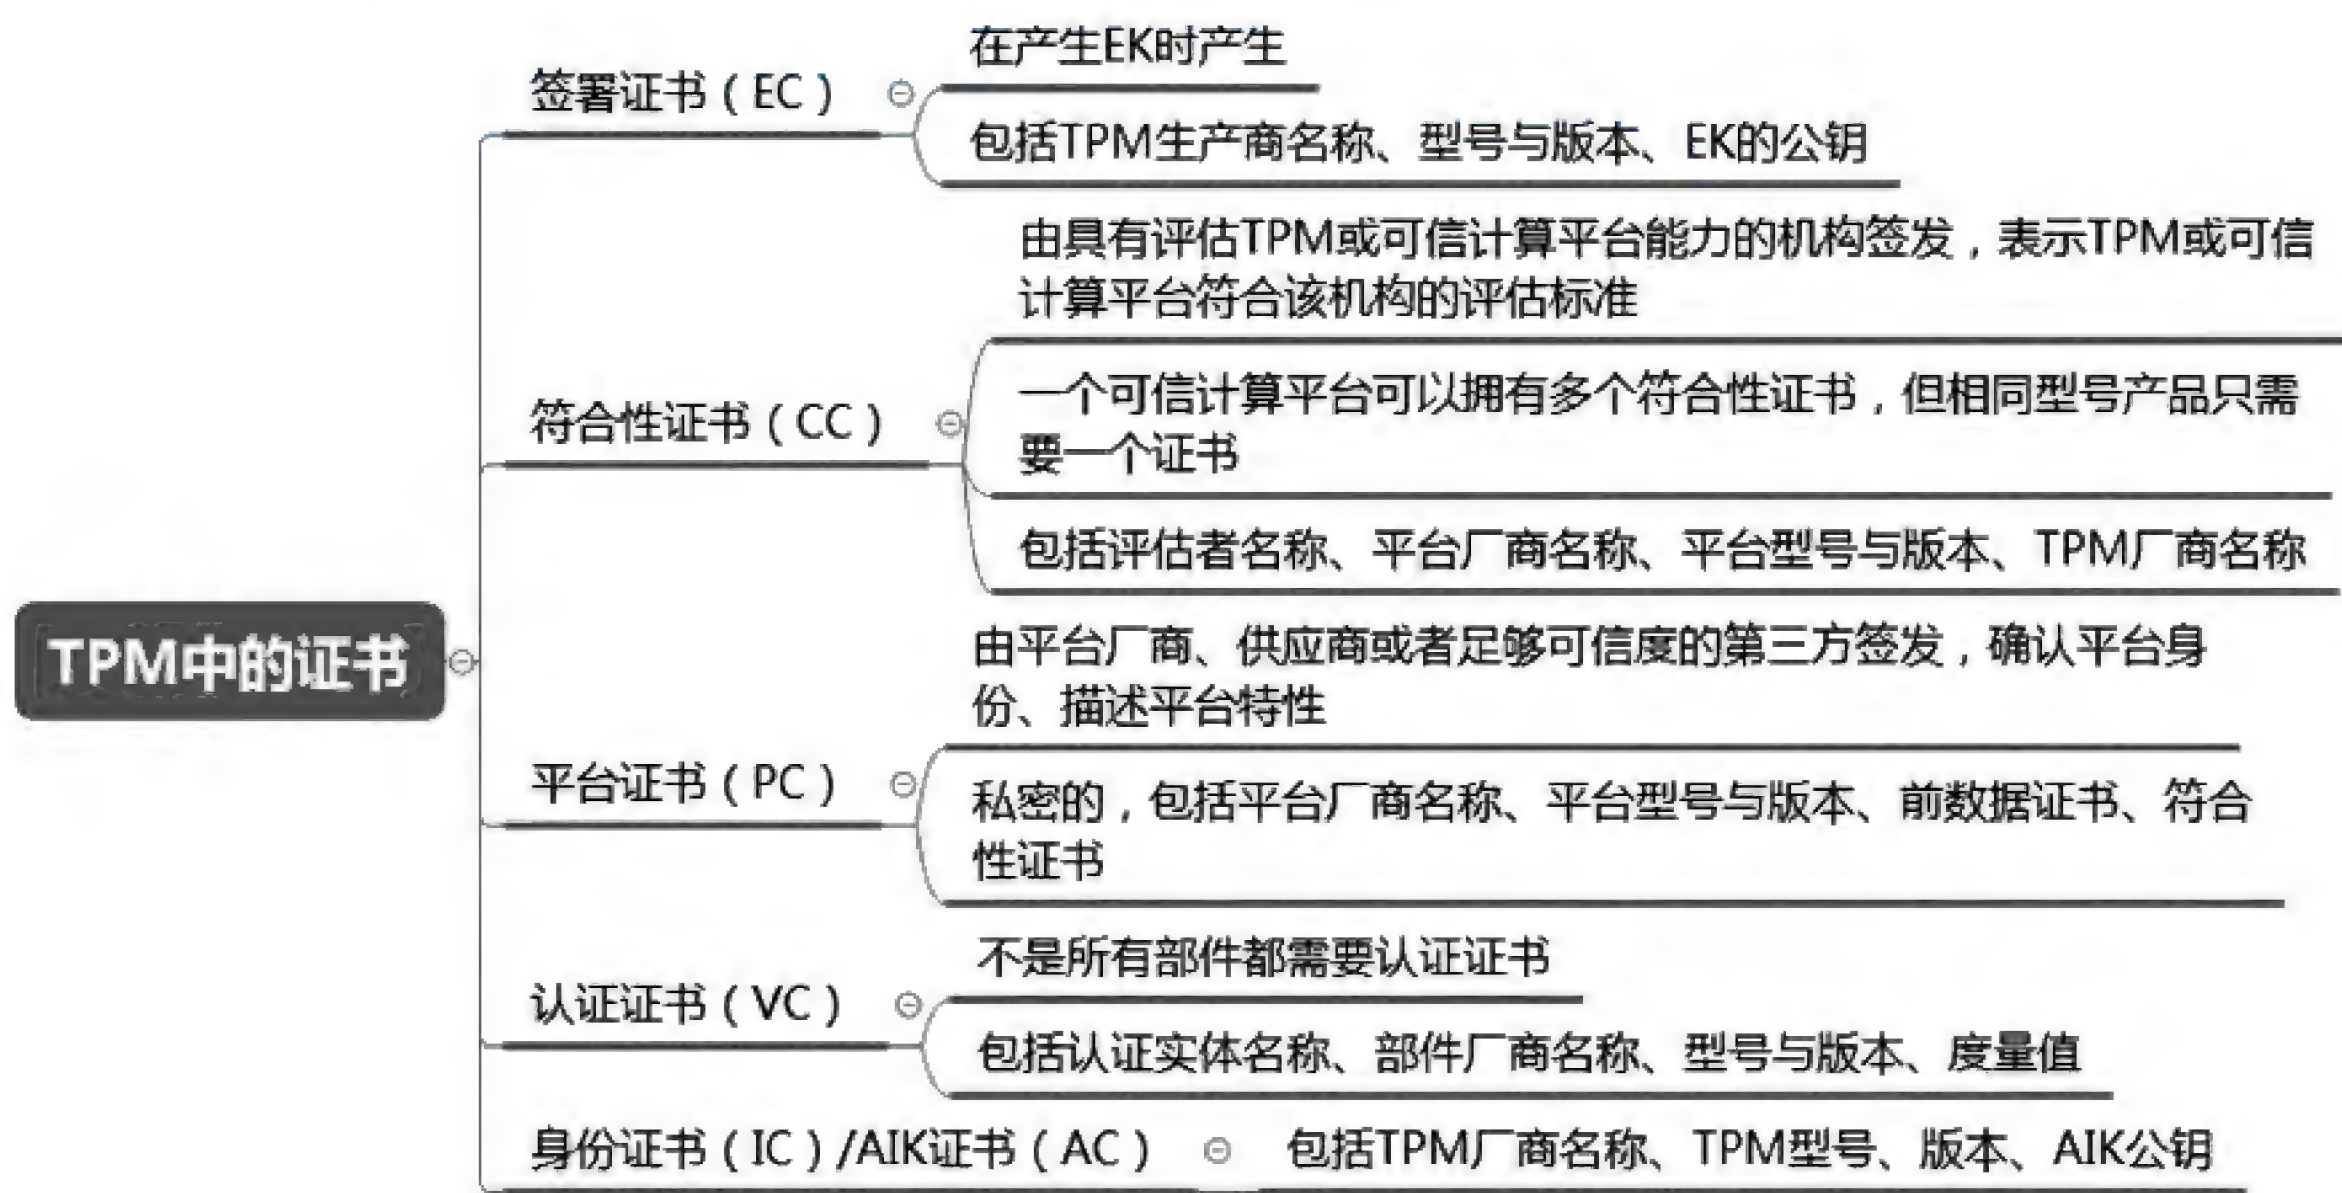 在产生EK时产生
签署证书（EC）
包括TPM生产商名称、型号与版本、EK的公钥
由具有评估TPM或可信计算平台能力的机构签发，表示TPM或可信
计算平台符合该机构的评估标准
一个可信计算平台可以拥有多个符合性证书，但相同型号产品只需
要一个证书
符合性证书（CC）
包括评估者名称、平台厂商名称、平台型号与版本、TPM厂商名称
TPM中的证书
由平台厂商、供应商或者足够可信度的第三方签发，确认平台身
份、描述平台特性
平台证书（PC）
私密的，包括平台厂商名称、平台型号与版本、前数据证书、符合
性证书
不是所有部件都需要认证证书
认证证书（VC）
包括认证实体名称、部件厂商名称、型号与版本、度量值
身份证书（IC）/AIK证书（AC）
包括TPM厂商名称、TPM型号、版本、AIK公钥